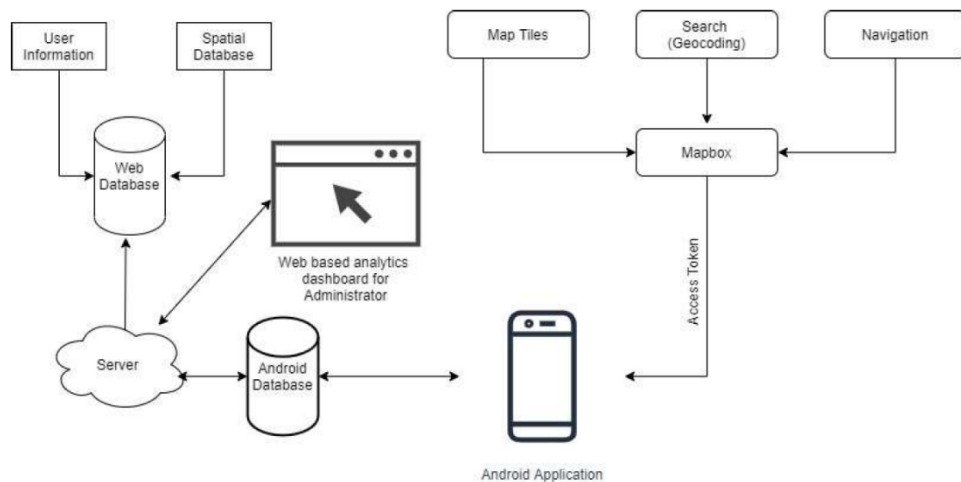 User
Information
Spatial
Database
Map Tiles
Search
(Geocoding)
Navigation
Web
Database
Mapbox
Web based analytics
dashboard for
Administrator
Access Token
Server
Android
Database
Android Application